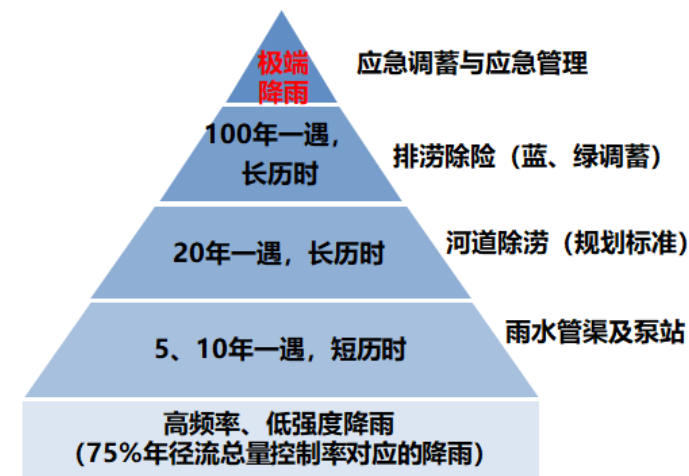 极端
降雨
应急调蓄与应急管理
100年一遇，
长历时
排涝除险（蓝、绿调蓄）
20年一遇，长历时
河道除涝（规划标准）
5、10年一遇，短历时
雨水管渠及泵站
高频率、低强度降雨
（75%年径流总量控制率对应的降雨）